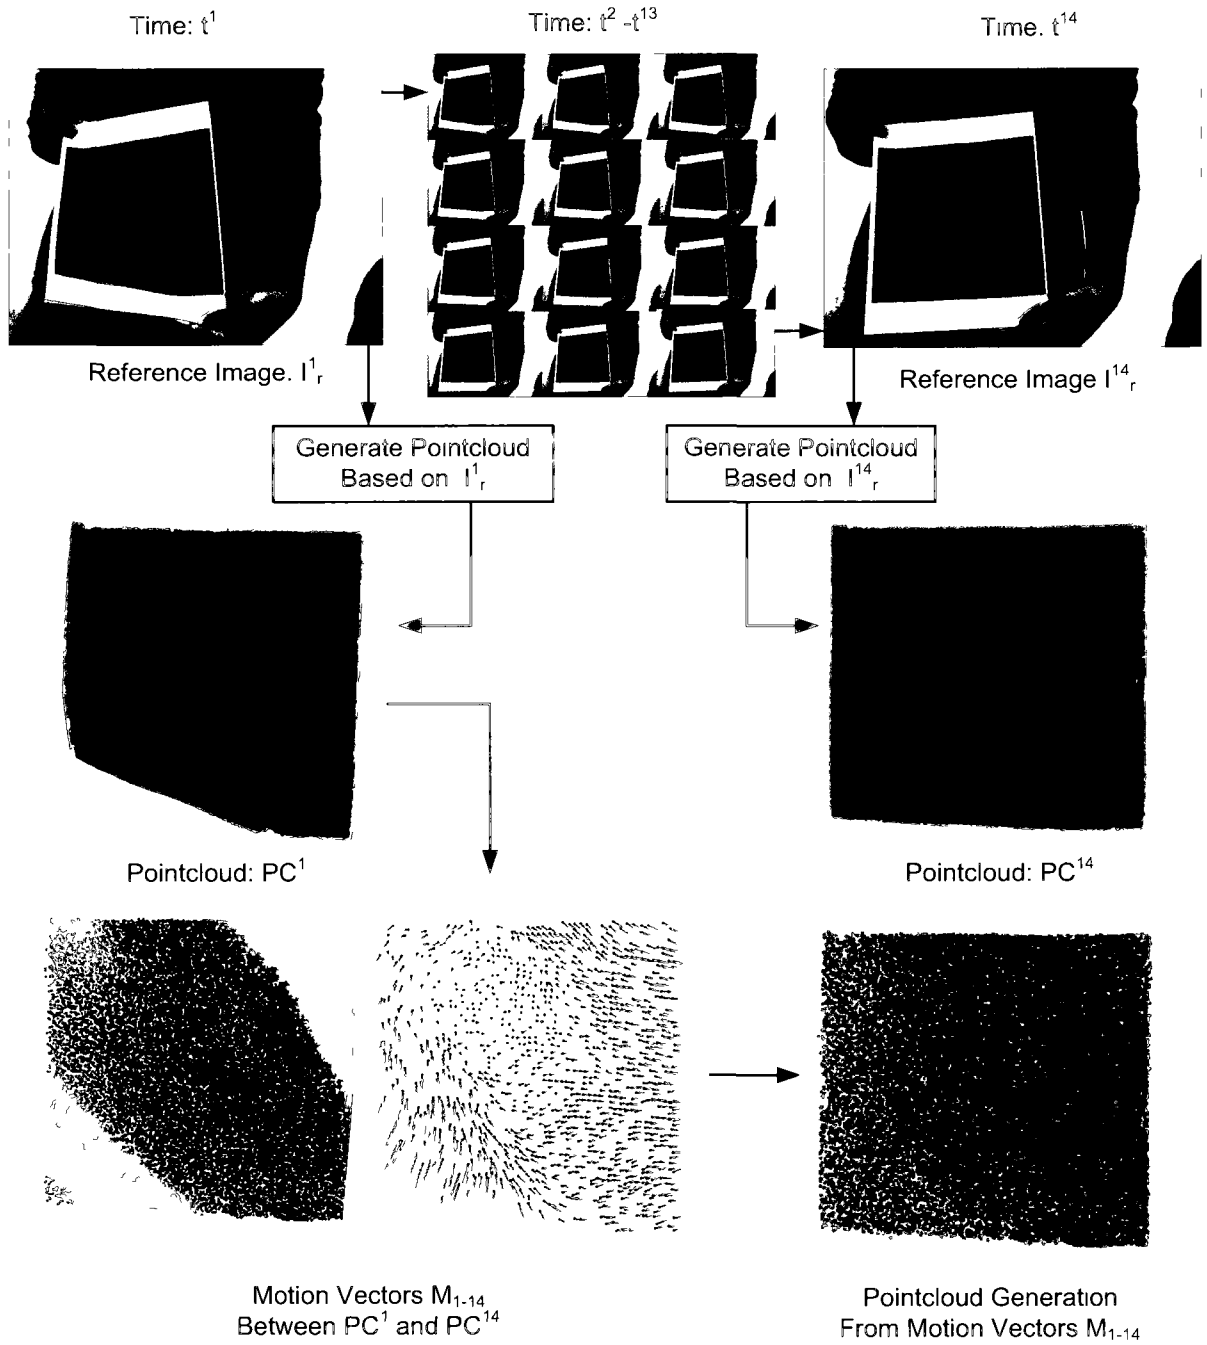 Time: t¹
Time: t² -t¹³
Time. t¹⁴
Reference Image. I¹ᵣ
Reference Image I¹⁴ᵣ
Generate Pointcloud
Based on I¹ᵣ
Generate Pointcloud
Based on I¹⁴ᵣ
Pointcloud: PC¹
Pointcloud: PC¹⁴
Motion Vectors M₁₋₁₄
Between PC¹ and PC¹⁴
Pointcloud Generation
From Motion Vectors M₁₋₁₄